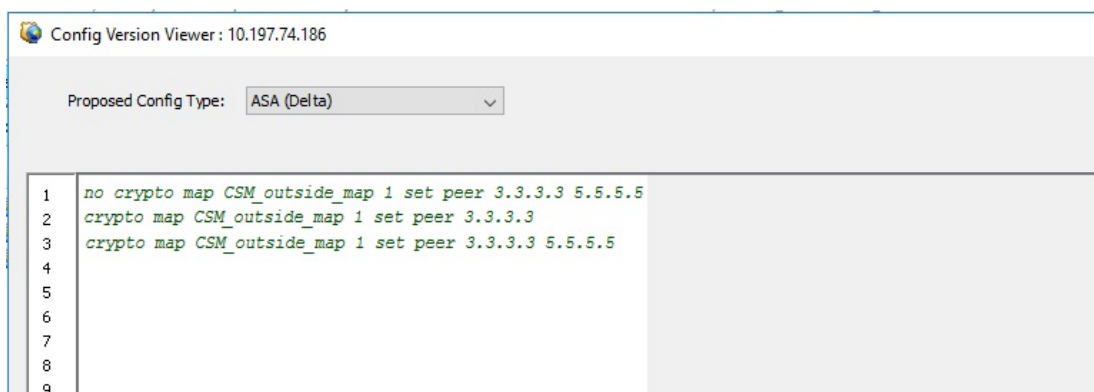 Config Version Viewer : 10.197.74.186
Proposed Config Type: ASA (Delta)
1 no crypto map CSM_outside_map 1 set peer 3.3.3.3 5.5.5.5
2 crypto map CSM_outside_map 1 set peer 3.3.3.3
3 crypto map CSM_outside_map 1 set peer 3.3.3.3 5.5.5.5
4
5
6
7
8
9